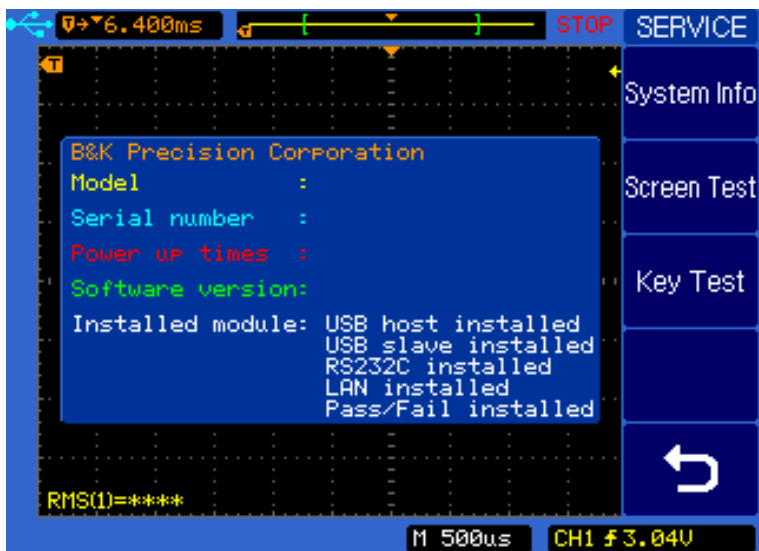 6.400ms
STOP
SERVICE
T
System Info
B&K Precision Corporation
Model :
Serial number :
Power up times :
Software version:
Installed module: USB host installed
USB slave installed
RS232C installed
LAN installed
Pass/Fail installed
Screen Test
Key Test
RMS(1)=****
M 500us
CH1 3.04V